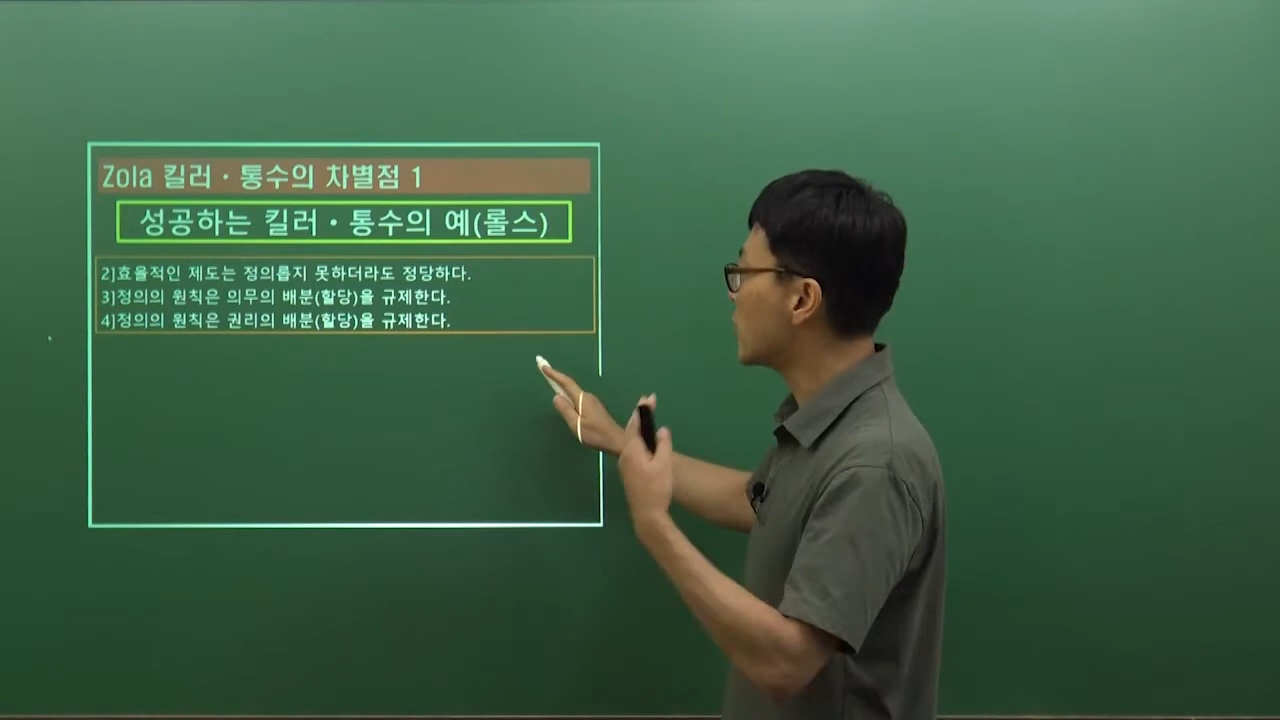 Zola 킬러·통수의 차별점 1
성공하는 킬러·통수의 예(롤스)
2]효율적인 제도는 정의롭지 못하더라도 정당하다.
3]정의의 원칙은 의무의 배분(할당)을 규제한다.
4]정의의 원칙은 권리의 배분(할당)을 규제한다.